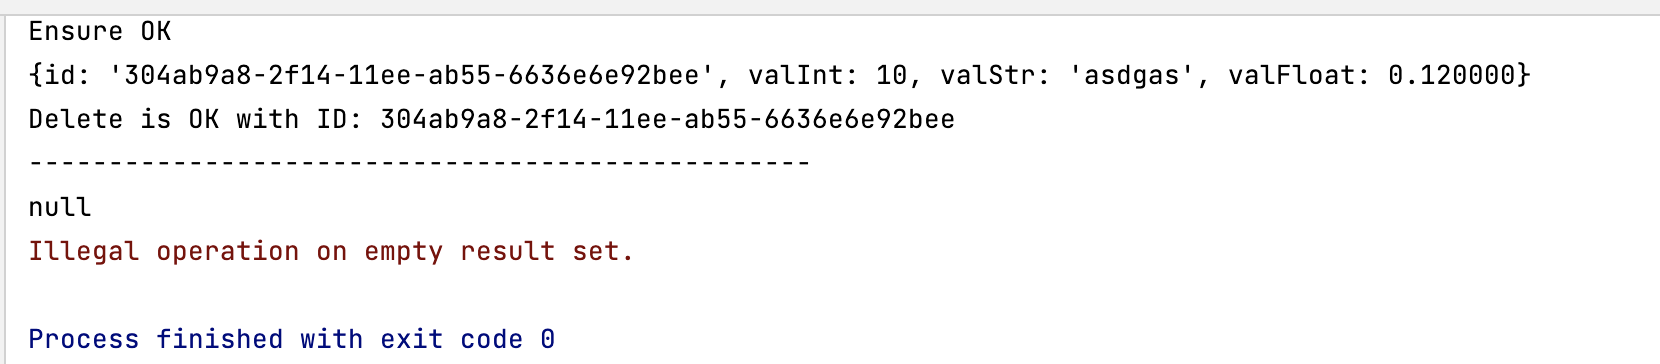 Ensure OK
{id: '304ab9a8-2f14-11ee-ab55-6636e6e92bee', valInt: 10, valStr: 'asdgas', valFloat: 0.120000}
Delete is OK with ID: 304ab9a8-2f14-11ee-ab55-6636e6e92bee
-------------------------------------------------
null
Illegal operation on empty result set.
Process finished with exit code 0